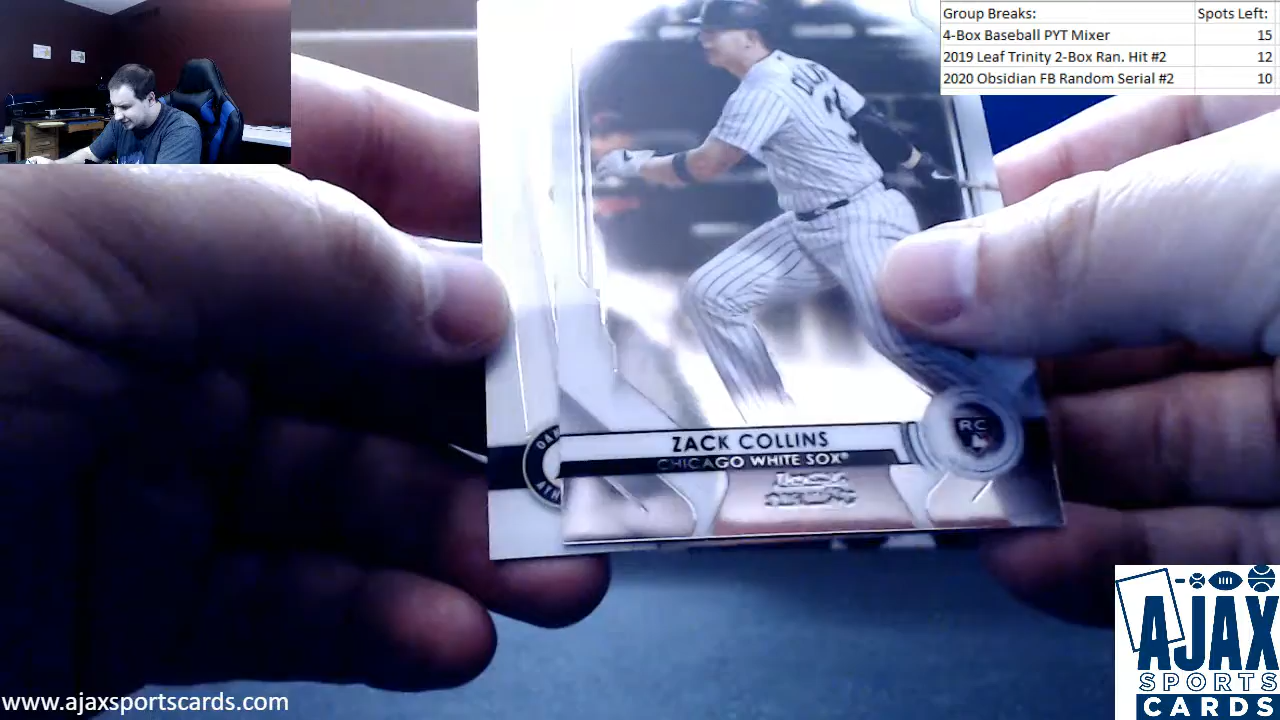 Group Breaks: Spots Left:
4-Box Baseball PYT Mixer 15
2019 Leaf Trinity 2-Box Ran. Hit #2 12
2020 Obsidian FB Random Serial #2 10
RC
ZACK COLLINS
CHICAGO WHITE SOX®
www.ajaxsportscards.com
AJAX
SPORTS
CARDS